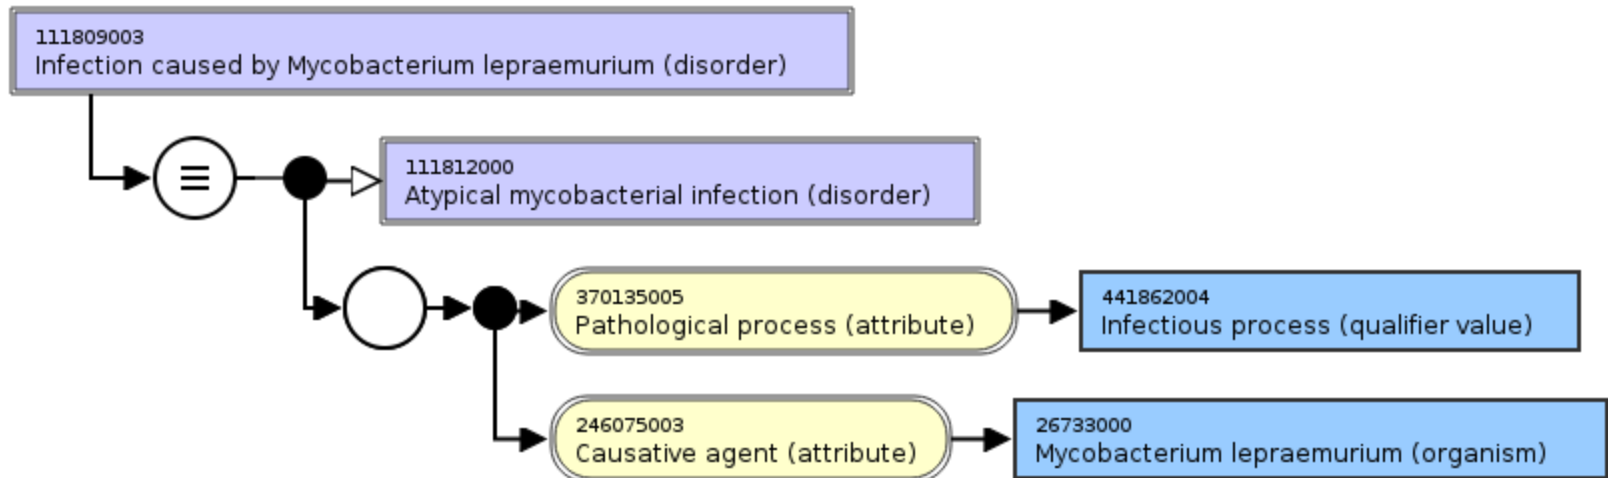 111809003
Infection caused by Mycobacterium lepraemurium (disorder)
111812000
Atypical mycobacterial infection (disorder)
370135005
Pathological process (attribute)
441862004
Infectious process (qualifier value)
246075003
Causative agent (attribute)
26733000
Mycobacterium lepraemurium (organism)